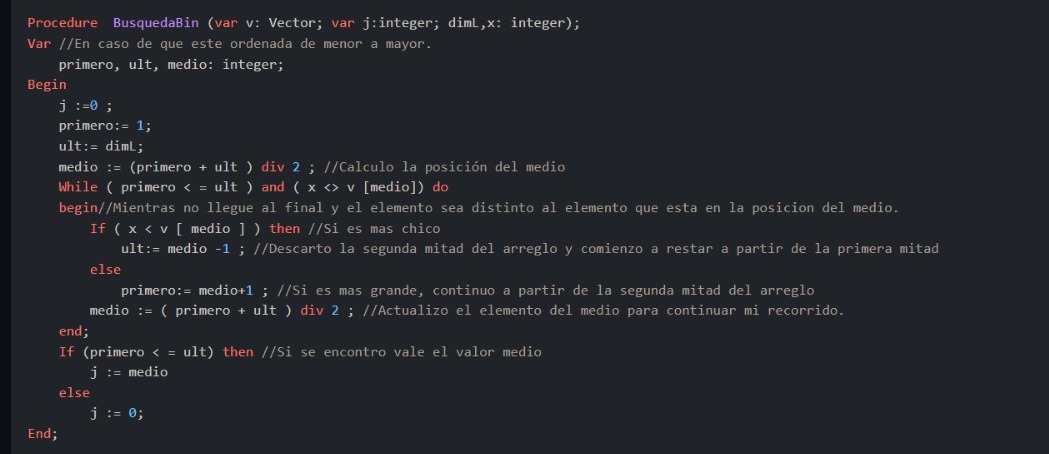 Procedure  BusquedaBin (var v: Vector; var j:integer; dimL,x: integer);
Var //En caso de que este ordenada de menor a mayor.
    primero, ult, medio: integer;
Begin
    j :=0 ;
    primero:= 1;
    ult:= dimL;
    medio := (primero + ult ) div 2 ; //Calculo la posición del medio
    While ( primero < = ult ) and ( x <> v [medio]) do
    begin//Mientras no llegue al final y el elemento sea distinto al elemento que esta en la posicion del medio.
        If ( x < v [ medio ] ) then //Si es mas chico
            ult:= medio -1 ; //Descarto la segunda mitad del arreglo y comienzo a restar a partir de la primera mitad
        else
            primero:= medio+1 ; //Si es mas grande, continuo a partir de la segunda mitad del arreglo
        medio := ( primero + ult ) div 2 ; //Actualizo el elemento del medio para continuar mi recorrido.
    end;
    If (primero < = ult) then //Si se encontro vale el valor medio
        j := medio
    else
        j := 0;
End;